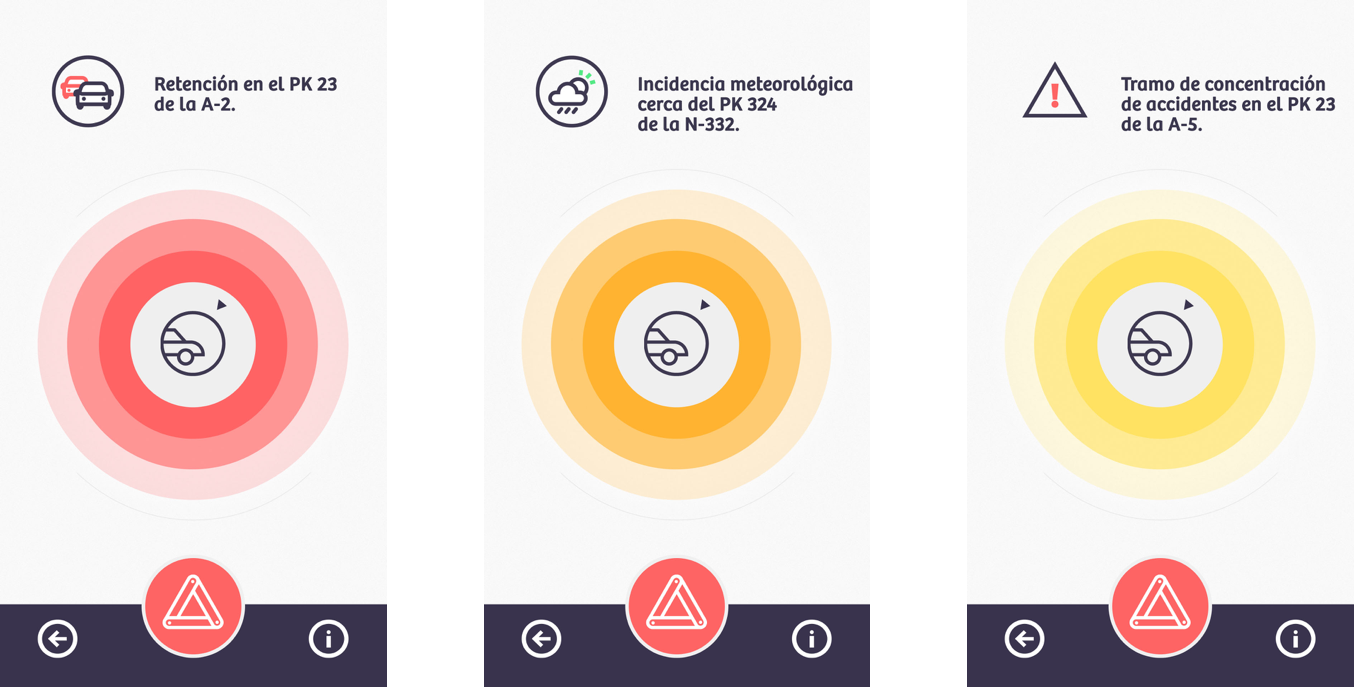 Retención en el PK 23
de la A-2.
Incidencia meteorológica
cerca del PK 324
de la N-332.
Tramo de concentración
de accidentes en el PK 23
de la A-5.